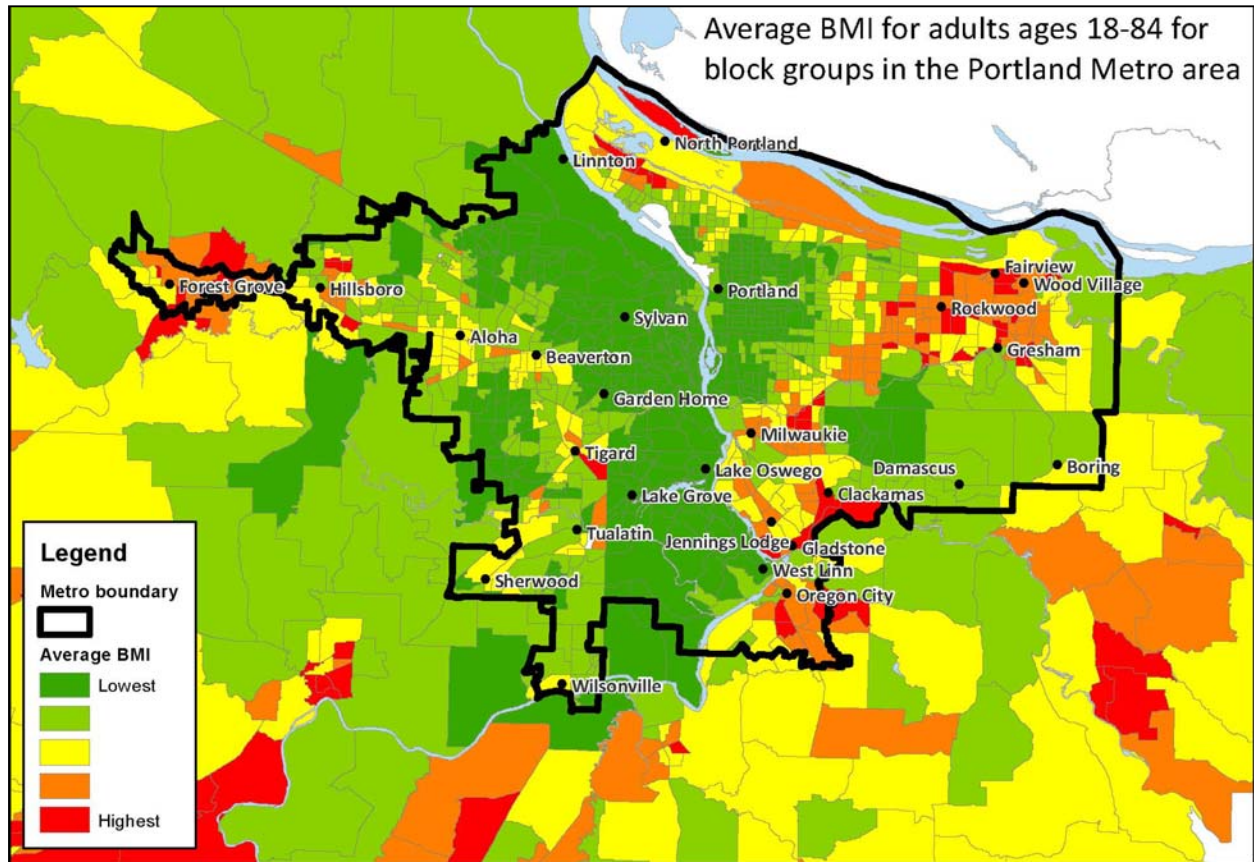 Average BMI for adults ages 18-84 for
block groups in the Portland Metro area
North Portland
Linnton
Forest Grove
Hillsboro
Fairview
Wood Village
Portland
Rockwood
Sylvan
Aloha
Gresham
Beaverton
Garden Home
Milwaukie
Tigard
Lake Oswego
Damascus
Boring
Lake Grove
Clackamas
Tualatin
Jennings Lodge
Gladstone
West Linn
Sherwood
Oregon City
Wilsonville
Legend
Metro boundary
Average BMI
Lowest
Highest